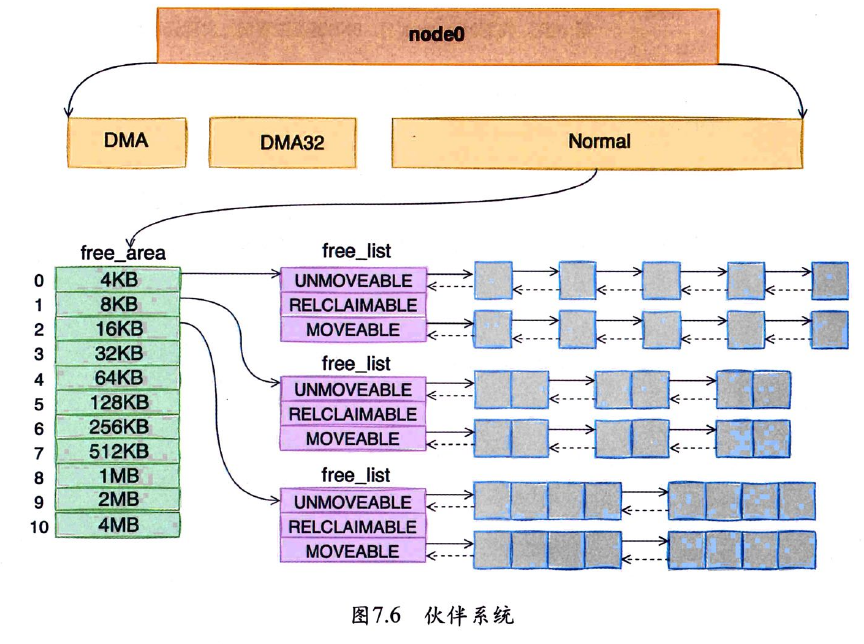 node0
DMA
DMA32
Normal
free_area
0 4KB
1 8KB
2 16KB
3 32KB
4 64KB
5 128KB
6 256KB
7 512KB
8 1MB
9 2MB
10 4MB
free_list
UNMOVEABLE
RELCLAIMABLE
MOVEABLE
free_list
UNMOVEABLE
RELCLAIMABLE
MOVEABLE
free_list
UNMOVEABLE
RELCLAIMABLE
MOVEABLE
图7.6 伙伴系统